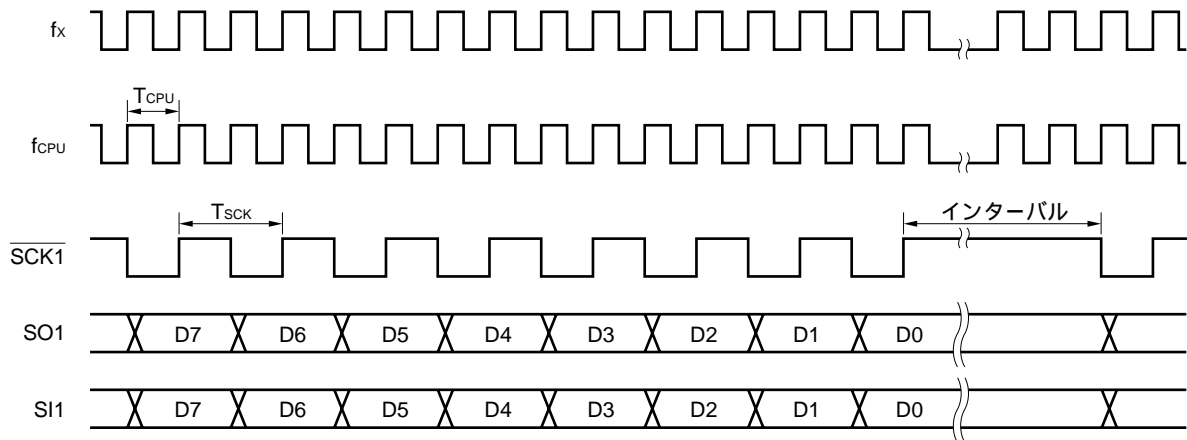 fX
TCPU
fCPU
TSCK
インターバル
SCK1
SO1 D7 D6 D5 D4 D3 D2 D1 D0
SI1 D7 D6 D5 D4 D3 D2 D1 D0